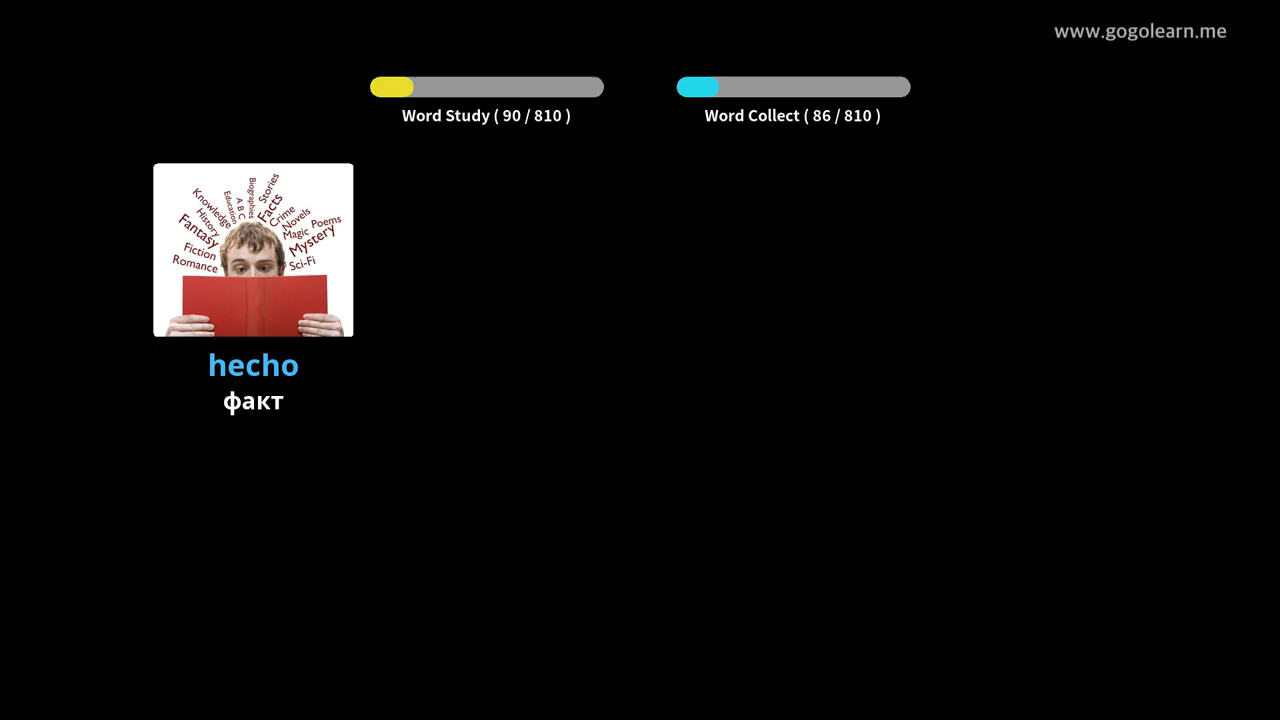 www.gogolearn.me
Word Study ( 90 / 810 )
Word Collect ( 86 / 810 )
Knowledge
History
Fantasy
Fiction
Romance
Education
A B C
Biographies
Stories
Facts
Crime
Novels
Magic
Poems
Mystery
Sci-Fi
hecho
факт